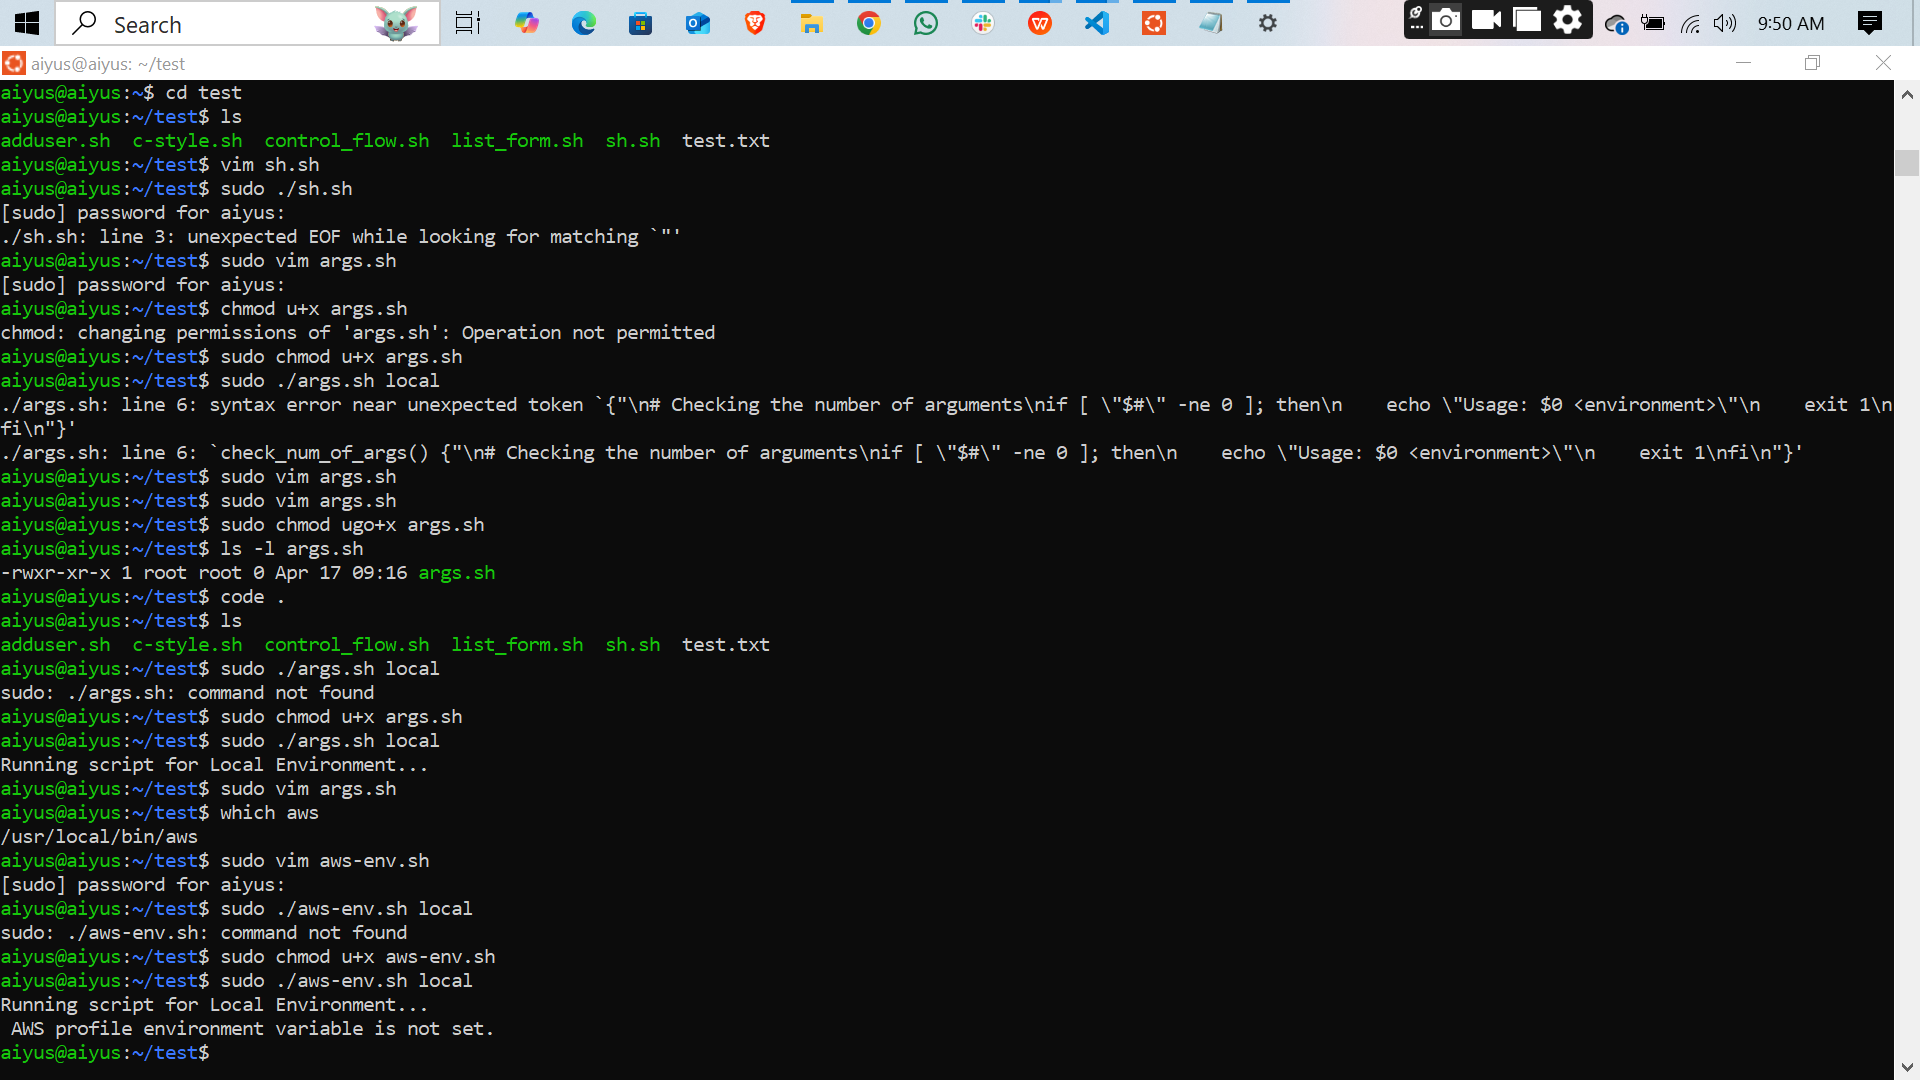 Search
9:50 AM
aiyus@aiyus: ~/test
aiyus@aiyus:~$ cd test
aiyus@aiyus:~/test$ ls
adduser.sh  c-style.sh  control_flow.sh  list_form.sh  sh.sh  test.txt
aiyus@aiyus:~/test$ vim sh.sh
aiyus@aiyus:~/test$ sudo ./sh.sh
[sudo] password for aiyus:
./sh.sh: line 3: unexpected EOF while looking for matching `"'
aiyus@aiyus:~/test$ sudo vim args.sh
[sudo] password for aiyus:
aiyus@aiyus:~/test$ chmod u+x args.sh
chmod: changing permissions of 'args.sh': Operation not permitted
aiyus@aiyus:~/test$ sudo chmod u+x args.sh
aiyus@aiyus:~/test$ sudo ./args.sh local
./args.sh: line 6: syntax error near unexpected token `{"\n# Checking the number of arguments\nif [ \"$#\" -ne 0 ]; then\n    echo \"Usage: $0 <environment>\"\n    exit 1\n
fi\n"}'
./args.sh: line 6: `check_num_of_args() {"\n# Checking the number of arguments\nif [ \"$#\" -ne 0 ]; then\n    echo \"Usage: $0 <environment>\"\n    exit 1\nfi\n"}'
aiyus@aiyus:~/test$ sudo vim args.sh
aiyus@aiyus:~/test$ sudo vim args.sh
aiyus@aiyus:~/test$ sudo chmod ugo+x args.sh
aiyus@aiyus:~/test$ ls -l args.sh
-rwxr-xr-x 1 root root 0 Apr 17 09:16 args.sh
aiyus@aiyus:~/test$ code .
aiyus@aiyus:~/test$ ls
adduser.sh  c-style.sh  control_flow.sh  list_form.sh  sh.sh  test.txt
aiyus@aiyus:~/test$ sudo ./args.sh local
sudo: ./args.sh: command not found
aiyus@aiyus:~/test$ sudo chmod u+x args.sh
aiyus@aiyus:~/test$ sudo ./args.sh local
Running script for Local Environment...
aiyus@aiyus:~/test$ sudo vim args.sh
aiyus@aiyus:~/test$ which aws
/usr/local/bin/aws
aiyus@aiyus:~/test$ sudo vim aws-env.sh
[sudo] password for aiyus:
aiyus@aiyus:~/test$ sudo ./aws-env.sh local
sudo: ./aws-env.sh: command not found
aiyus@aiyus:~/test$ sudo chmod u+x aws-env.sh
aiyus@aiyus:~/test$ sudo ./aws-env.sh local
Running script for Local Environment...
 AWS profile environment variable is not set.
aiyus@aiyus:~/test$